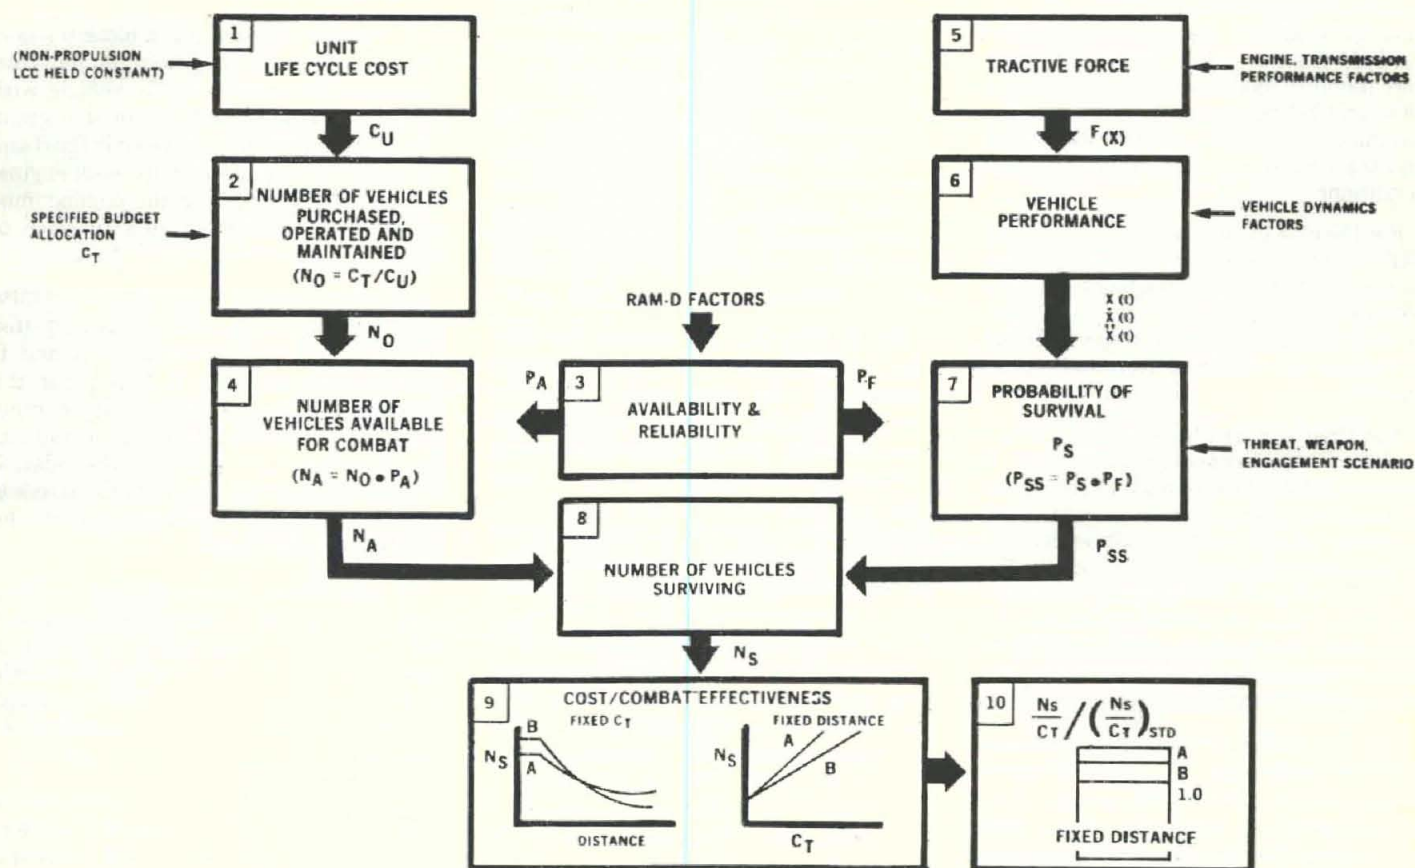 1
UNIT
LIFE CYCLE COST
(NON-PROPULSION
LCC HELD CONSTANT)
C_U
2
NUMBER OF VEHICLES
PURCHASED,
OPERATED AND
MAINTAINED
(N_O = C_T/C_U)
SPECIFIED BUDGET
ALLOCATION
C_T
N_O
4
NUMBER OF
VEHICLES AVAILABLE
FOR COMBAT
(N_A = N_O • P_A)
N_A
RAM-D FACTORS
P_A
3
P_F
AVAILABILITY &
RELIABILITY
5
TRACTIVE FORCE
ENGINE, TRANSMISSION
PERFORMANCE FACTORS
F(X)
6
VEHICLE
PERFORMANCE
VEHICLE DYNAMICS
FACTORS
X (t)
Ẋ (t)
Ẍ (t)
7
PROBABILITY OF
SURVIVAL
P_S
(P_SS = P_S • P_F)
THREAT, WEAPON,
ENGAGEMENT SCENARIO
P_SS
8
NUMBER OF VEHICLES
SURVIVING
N_S
9
COST/COMBAT EFFECTIVENESS
FIXED C_T
B
N_S
A
DISTANCE
FIXED DISTANCE
A
N_S
B
C_T
10
Ns/C_T / (Ns/C_T)STD
A
B
1.0
FIXED DISTANCE